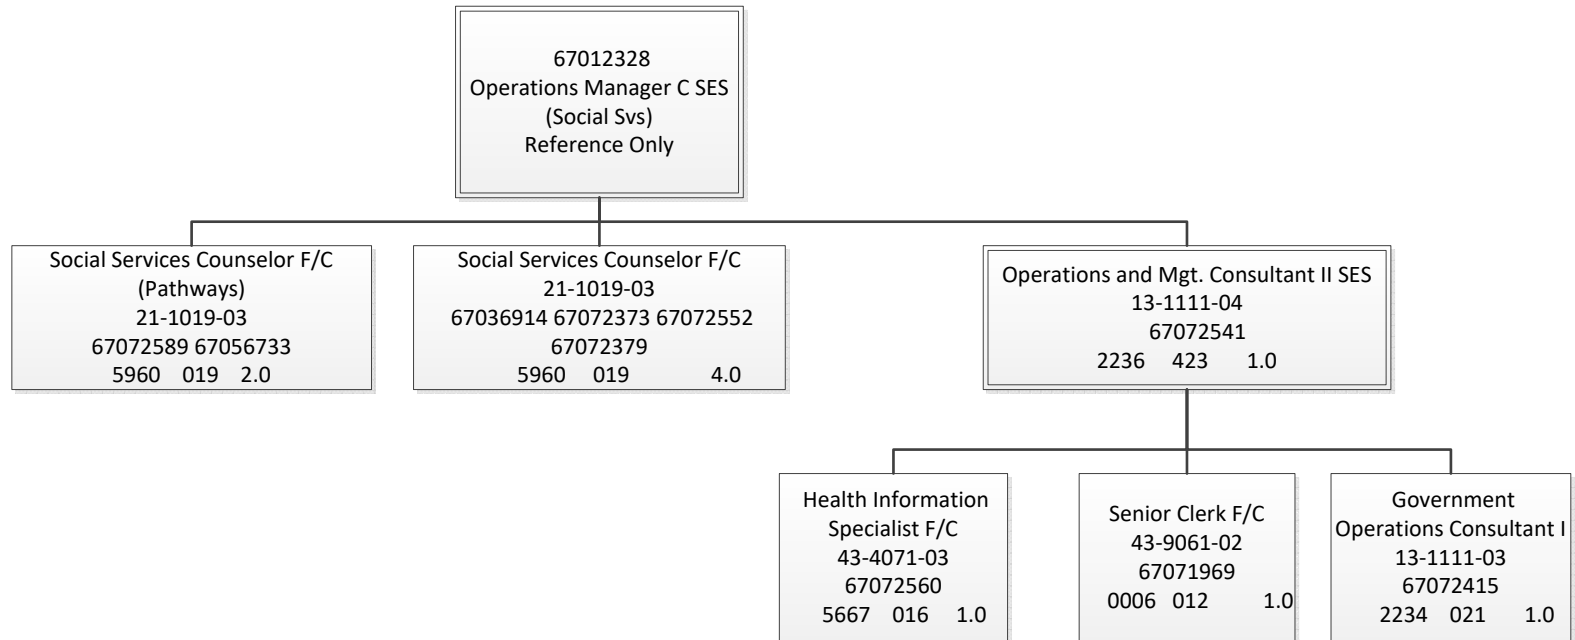 67012328
Operations Manager C SES
(Social Svs)
Reference Only
Social Services Counselor F/C
(Pathways)
21-1019-03
67072589 67056733
5960 019 2.0
Social Services Counselor F/C
21-1019-03
67036914 67072373 67072552
67072379
5960 019 4.0
Operations and Mgt. Consultant II SES
13-1111-04
67072541
2236 423 1.0
Health Information
Specialist F/C
43-4071-03
67072560
5667 016 1.0
Senior Clerk F/C
43-9061-02
67071969
0006 012 1.0
Government
Operations Consultant I
13-1111-03
67072415
2234 021 1.0